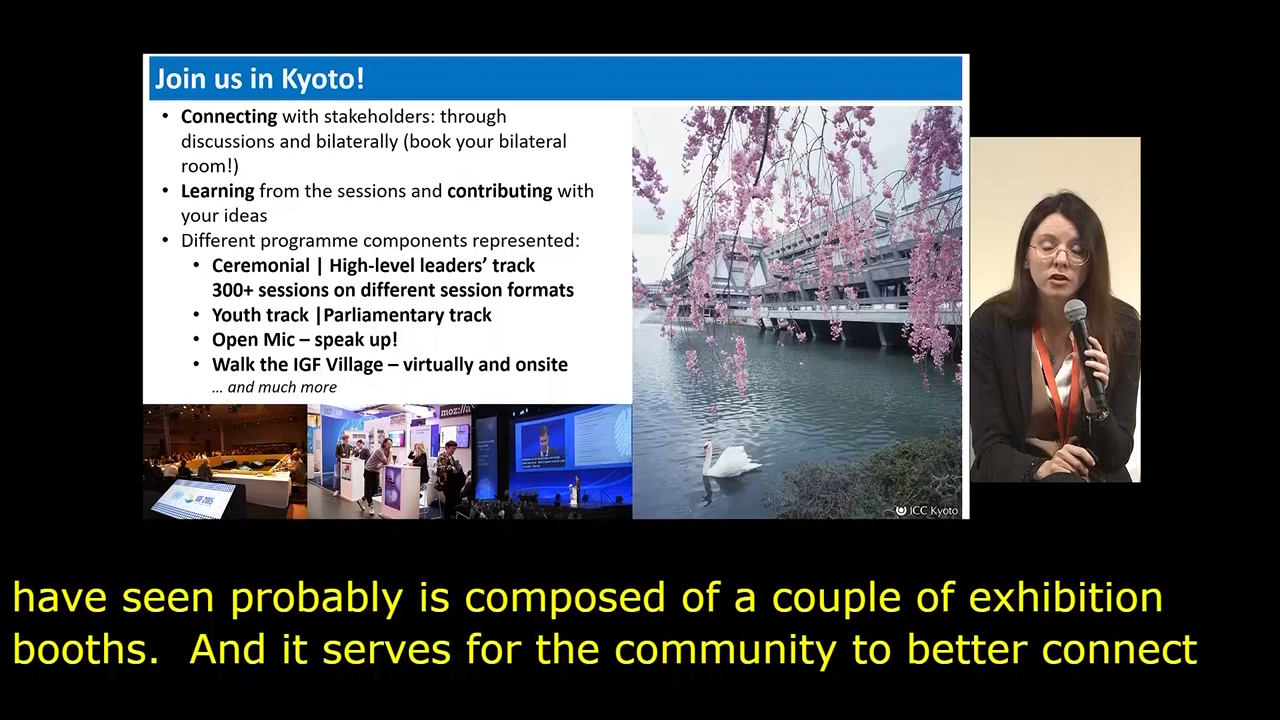 Join us in Kyoto!
• Connecting with stakeholders: through
discussions and bilaterally (book your bilateral
room!)
• Learning from the sessions and contributing with
your ideas
• Different programme components represented:
• Ceremonial | High-level leaders’ track
300+ sessions on different session formats
• Youth track |Parliamentary track
• Open Mic – speak up!
• Walk the IGF Village – virtually and onsite
... and much more
moz://a
IGF 2015
ICC Kyoto
have seen probably is composed of a couple of exhibition
booths.  And it serves for the community to better connect